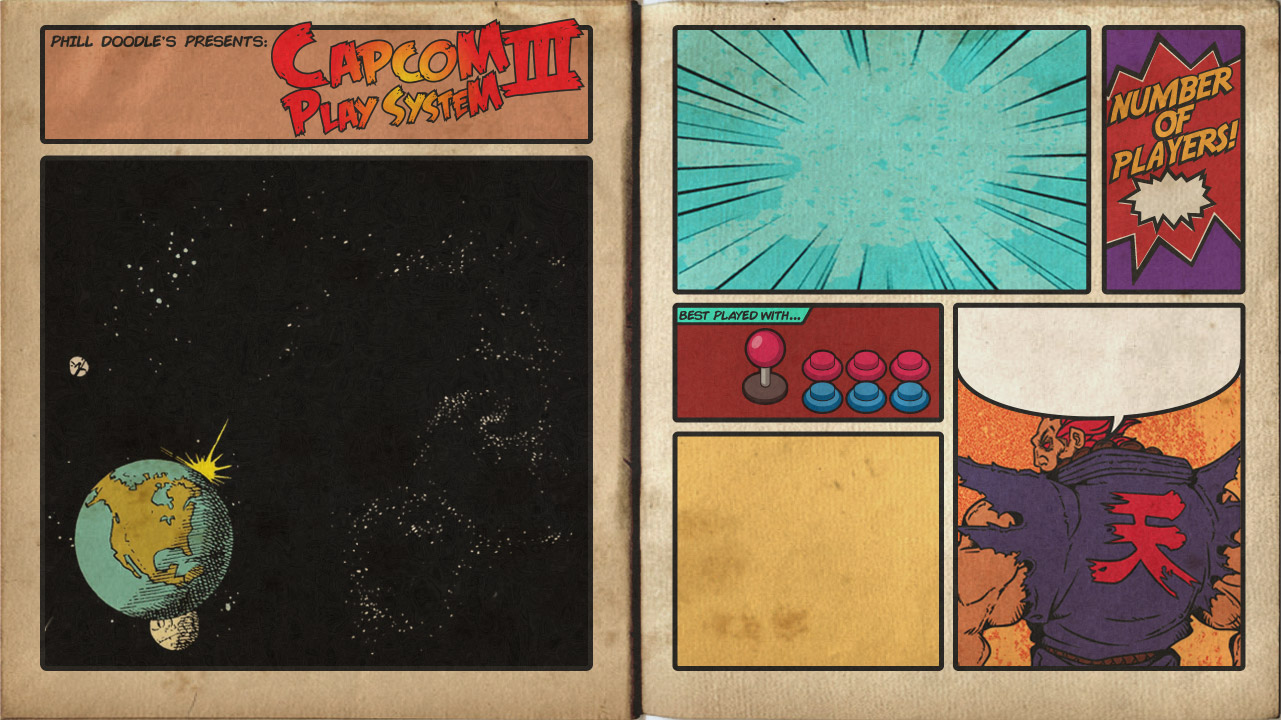 PHILL DOODLE'S PRESENTS:
CAPCOM III
PLAY SYSTEM
NUMBER
OF
PLAYERS!
BEST PLAYED WITH...
天